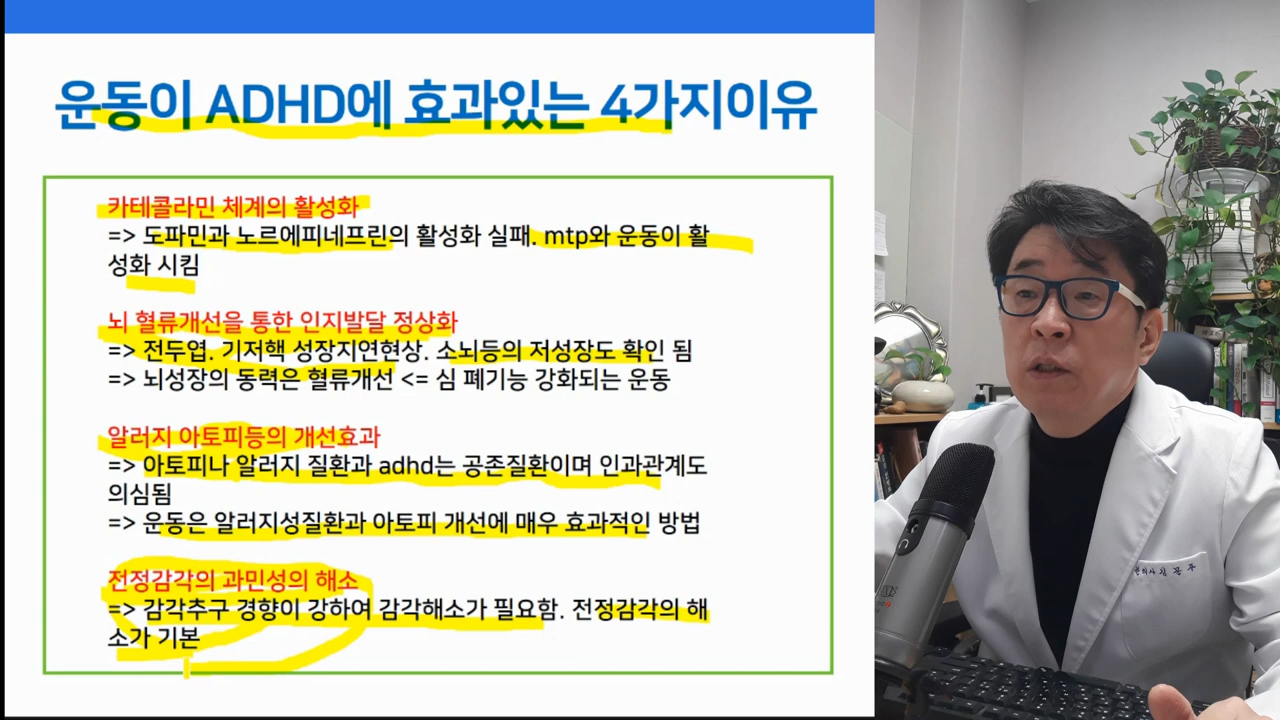 운동이 ADHD에 효과있는 4가지이유
카테콜라민 체계의 활성화
=> 도파민과 노르에피네프린의 활성화 실패. mtp와 운동이 활
성화 시킴
뇌 혈류개선을 통한 인지발달 정상화
=> 전두엽. 기저핵 성장지연현상. 소뇌등의 저성장도 확인 됨
=> 뇌성장의 동력은 혈류개선 <= 심 폐기능 강화되는 운동
알러지 아토피등의 개선효과
=> 아토피나 알러지 질환과 adhd는 공존질환이며 인과관계도
의심됨
=> 운동은 알러지성질환과 아토피 개선에 매우 효과적인 방법
전정감각의 과민성의 해소
=> 감각추구 경향이 강하여 감각해소가 필요함. 전정감각의 해
소가 기본